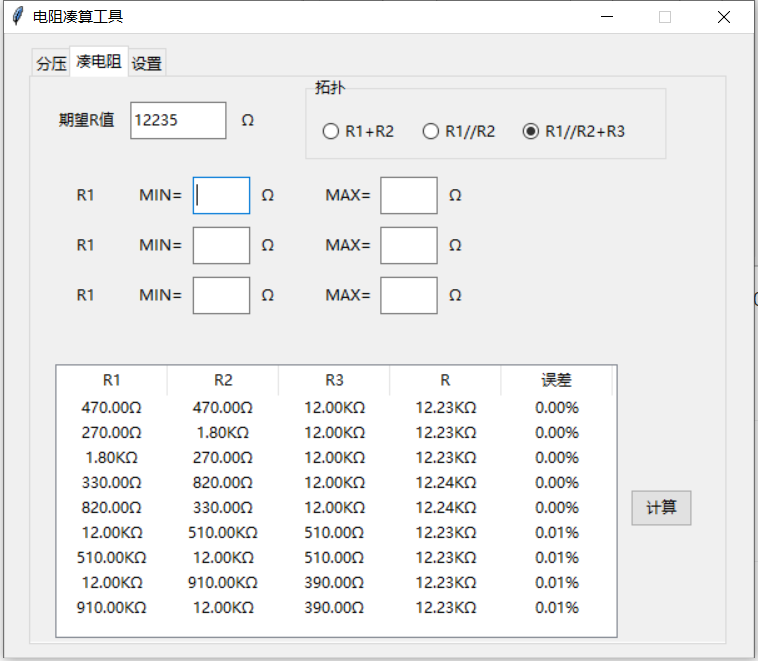 电阻凑算工具
分压 凑电阻 设置
拓扑
期望R值 12235 Ω R1+R2 R1//R2 R1//R2+R3
R1 MIN= Ω MAX= Ω
R1 MIN= Ω MAX= Ω
R1 MIN= Ω MAX= Ω
R1 R2 R3 R 误差
470.00Ω 470.00Ω 12.00KΩ 12.23KΩ 0.00%
270.00Ω 1.80KΩ 12.00KΩ 12.23KΩ 0.00%
1.80KΩ 270.00Ω 12.00KΩ 12.23KΩ 0.00%
330.00Ω 820.00Ω 12.00KΩ 12.24KΩ 0.00%
820.00Ω 330.00Ω 12.00KΩ 12.24KΩ 0.00%
12.00KΩ 510.00KΩ 510.00Ω 12.23KΩ 0.01%
510.00KΩ 12.00KΩ 510.00Ω 12.23KΩ 0.01%
12.00KΩ 910.00KΩ 390.00Ω 12.23KΩ 0.01%
910.00KΩ 12.00KΩ 390.00Ω 12.23KΩ 0.01%
计算